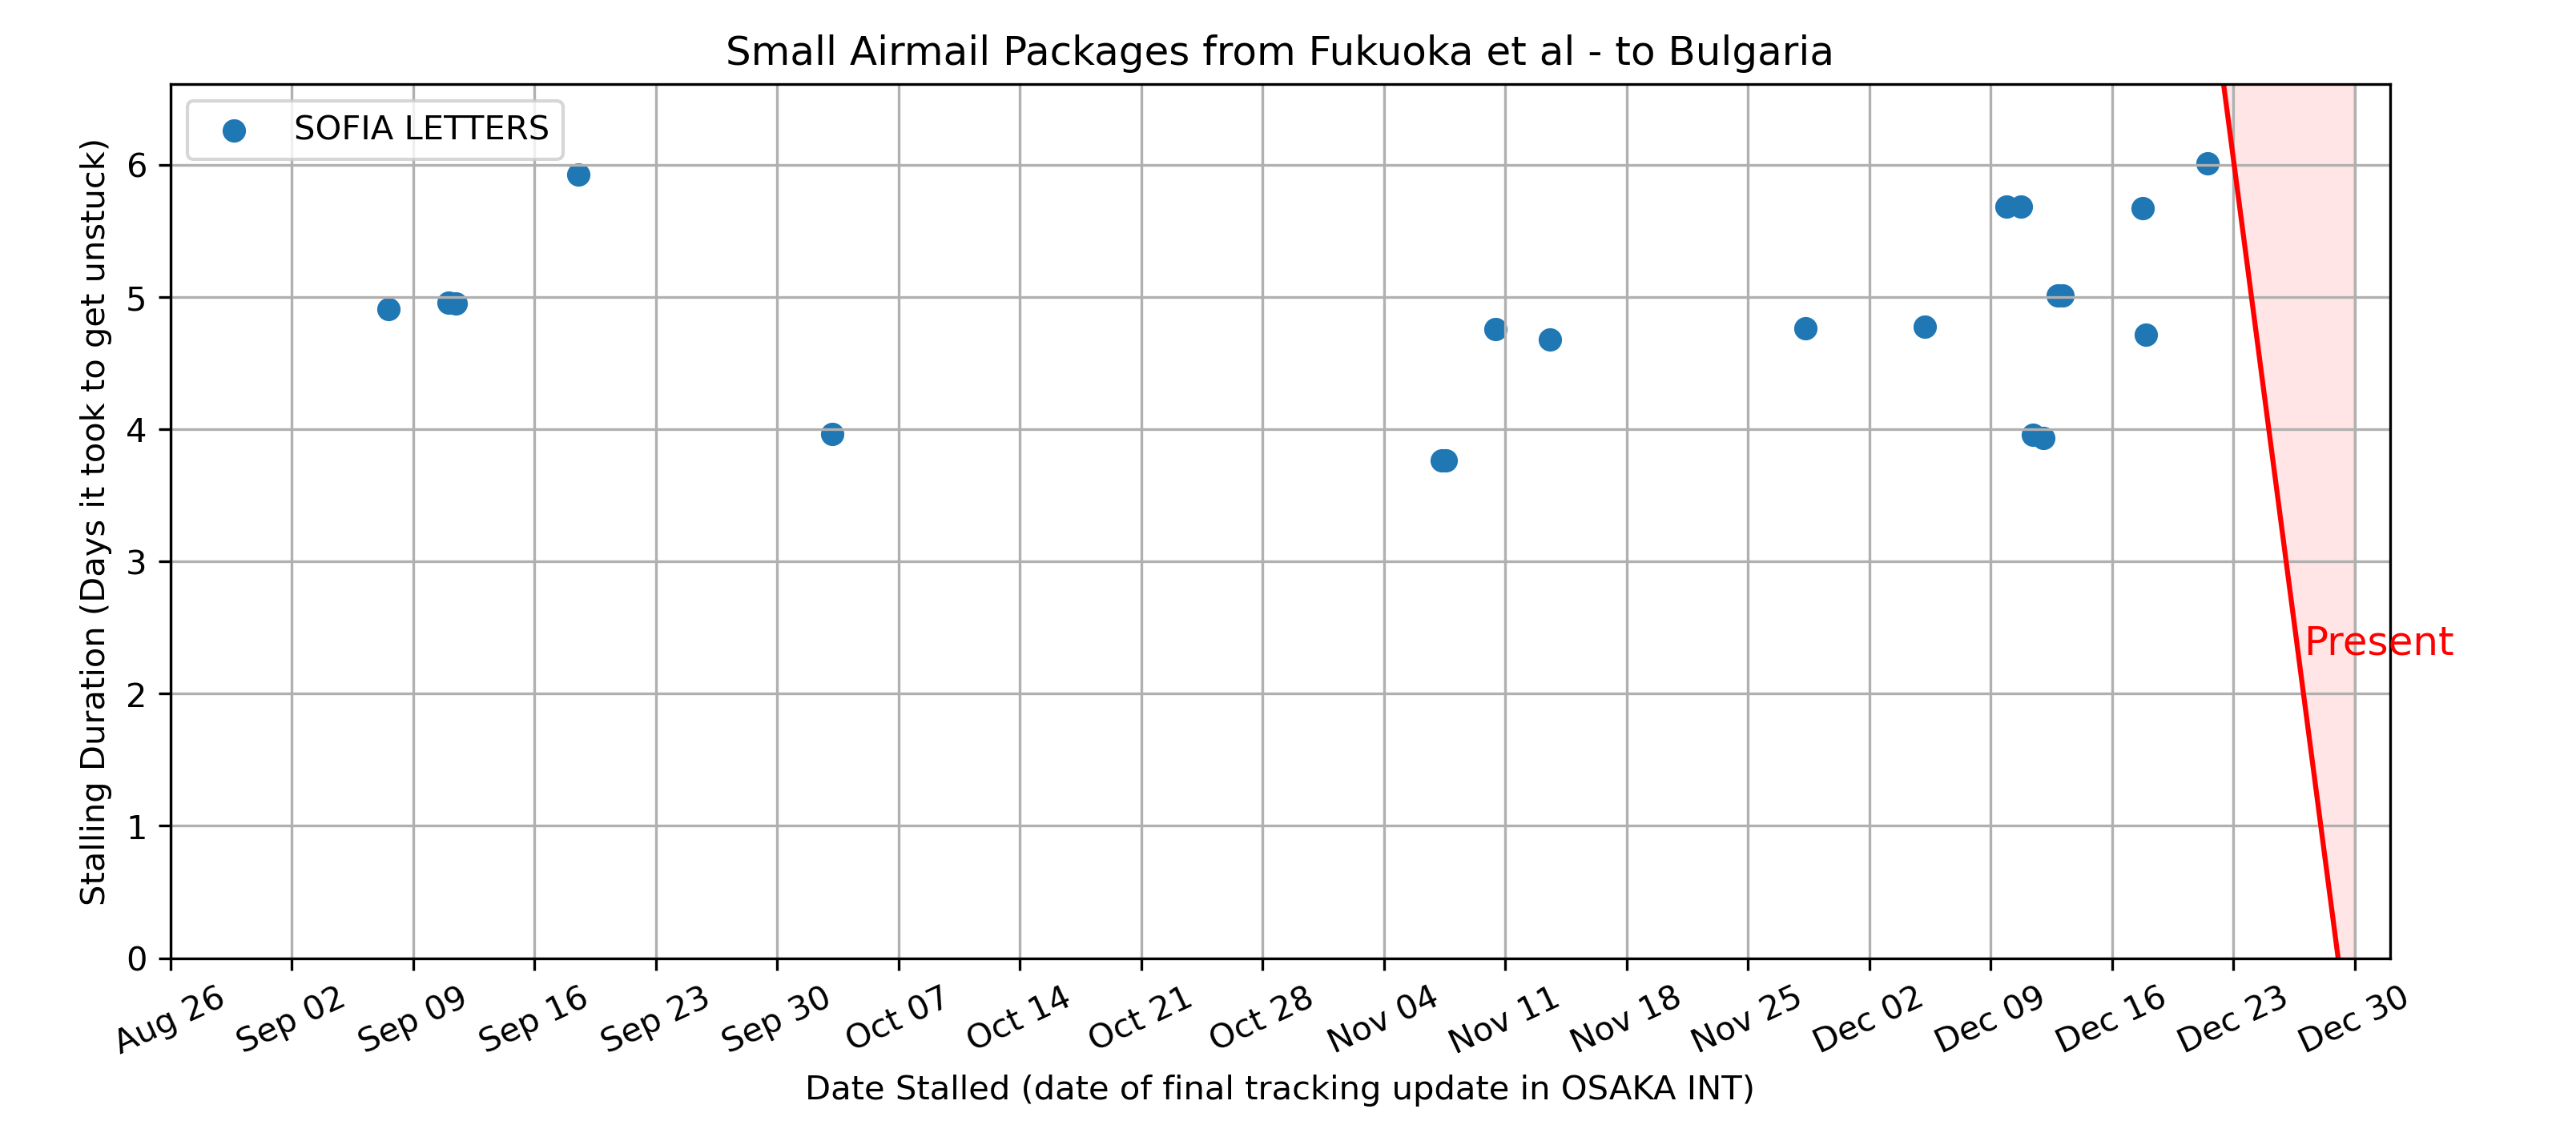 Small Airmail Packages from Fukuoka et al - to Bulgaria
SOFIA LETTERS
Stalling Duration (Days it took to get unstuck)
6
5
4
3
2
1
0
Present
Aug 26
Sep 02
Sep 09
Sep 16
Sep 23
Sep 30
Oct 07
Oct 14
Oct 21
Oct 28
Nov 04
Nov 11
Nov 18
Nov 25
Dec 02
Dec 09
Dec 16
Dec 23
Dec 30
Date Stalled (date of final tracking update in OSAKA INT)